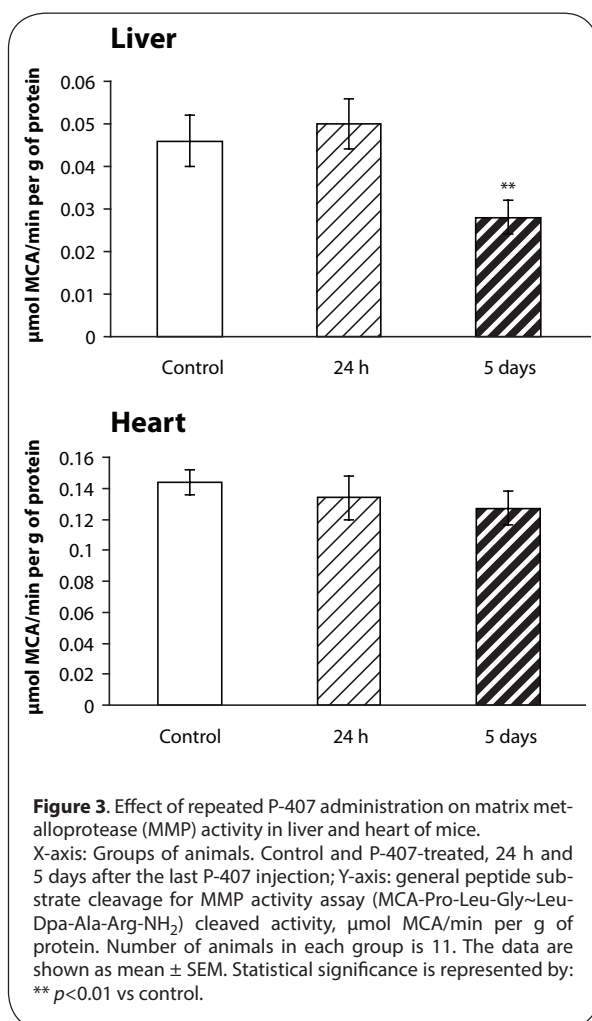 Liver
µmol MCA/min per g of protein
0.06
0.05
0.04
0.03
0.02
0.01
0
**
Control 24 h 5 days
Heart
µmol MCA/min per g of protein
0.16
0.14
0.12
0.1
0.08
0.06
0.04
0.02
0
Control 24 h 5 days
Figure 3. Effect of repeated P-407 administration on matrix met-
alloprotease (MMP) activity in liver and heart of mice.
X-axis: Groups of animals. Control and P-407-treated, 24 h and
5 days after the last P-407 injection; Y-axis: general peptide sub-
strate cleavage for MMP activity assay (MCA-Pro-Leu-Gly~Leu-
Dpa-Ala-Arg-NH₂) cleaved activity, µmol MCA/min per g of
protein. Number of animals in each group is 11. The data are
shown as mean ± SEM. Statistical significance is represented by:
** p<0.01 vs control.